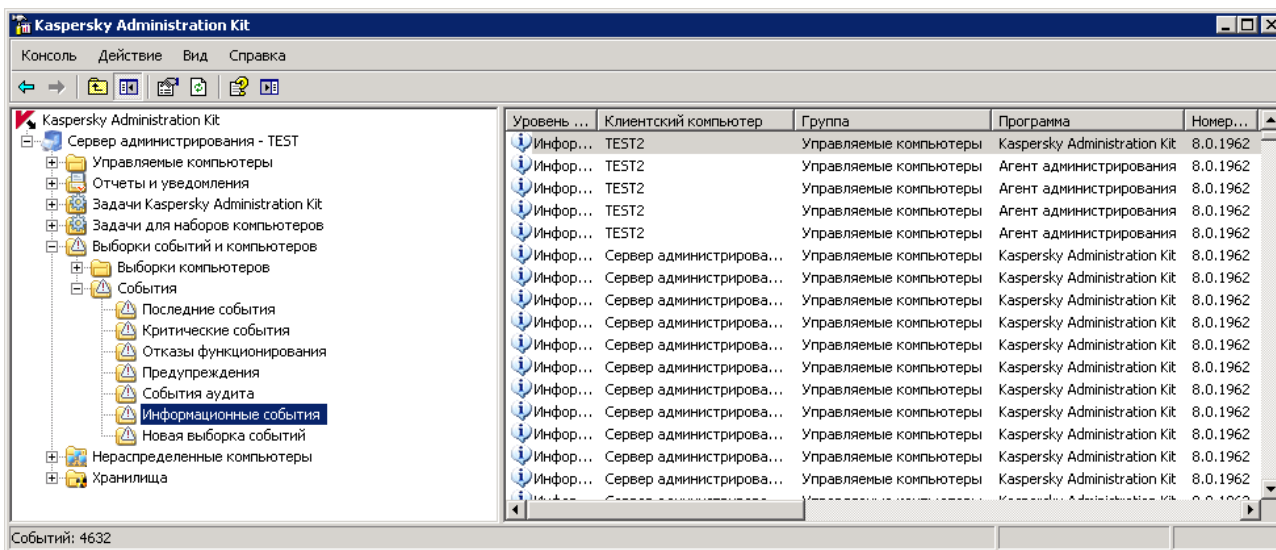 Kaspersky Administration Kit
Консоль Действие Вид Справка
Kaspersky Administration Kit
Сервер администрирования - TEST
Управляемые компьютеры
Отчеты и уведомления
Задачи Kaspersky Administration Kit
Задачи для наборов компьютеров
Выборки событий и компьютеров
Выборки компьютеров
События
Последние события
Критические события
Отказы функционирования
Предупреждения
События аудита
Информационные события
Новая выборка событий
Нераспределенные компьютеры
Хранилища
Уровень ... Клиентский компьютер Группа Программа Номер...
Инфор... TEST2 Управляемые компьютеры Kaspersky Administration Kit 8.0.1962
Инфор... TEST2 Управляемые компьютеры Агент администрирования 8.0.1962
Инфор... TEST2 Управляемые компьютеры Агент администрирования 8.0.1962
Инфор... TEST2 Управляемые компьютеры Агент администрирования 8.0.1962
Инфор... TEST2 Управляемые компьютеры Агент администрирования 8.0.1962
Инфор... Сервер администрирова... Управляемые компьютеры Kaspersky Administration Kit 8.0.1962
Инфор... Сервер администрирова... Управляемые компьютеры Kaspersky Administration Kit 8.0.1962
Инфор... Сервер администрирова... Управляемые компьютеры Kaspersky Administration Kit 8.0.1962
Инфор... Сервер администрирова... Управляемые компьютеры Kaspersky Administration Kit 8.0.1962
Инфор... Сервер администрирова... Управляемые компьютеры Kaspersky Administration Kit 8.0.1962
Инфор... Сервер администрирова... Управляемые компьютеры Kaspersky Administration Kit 8.0.1962
Инфор... Сервер администрирова... Управляемые компьютеры Kaspersky Administration Kit 8.0.1962
Инфор... Сервер администрирова... Управляемые компьютеры Kaspersky Administration Kit 8.0.1962
Инфор... Сервер администрирова... Управляемые компьютеры Kaspersky Administration Kit 8.0.1962
Инфор... Сервер администрирова... Управляемые компьютеры Kaspersky Administration Kit 8.0.1962
Инфор... Сервер администрирова... Управляемые компьютеры Kaspersky Administration Kit 8.0.1962
Событий: 4632